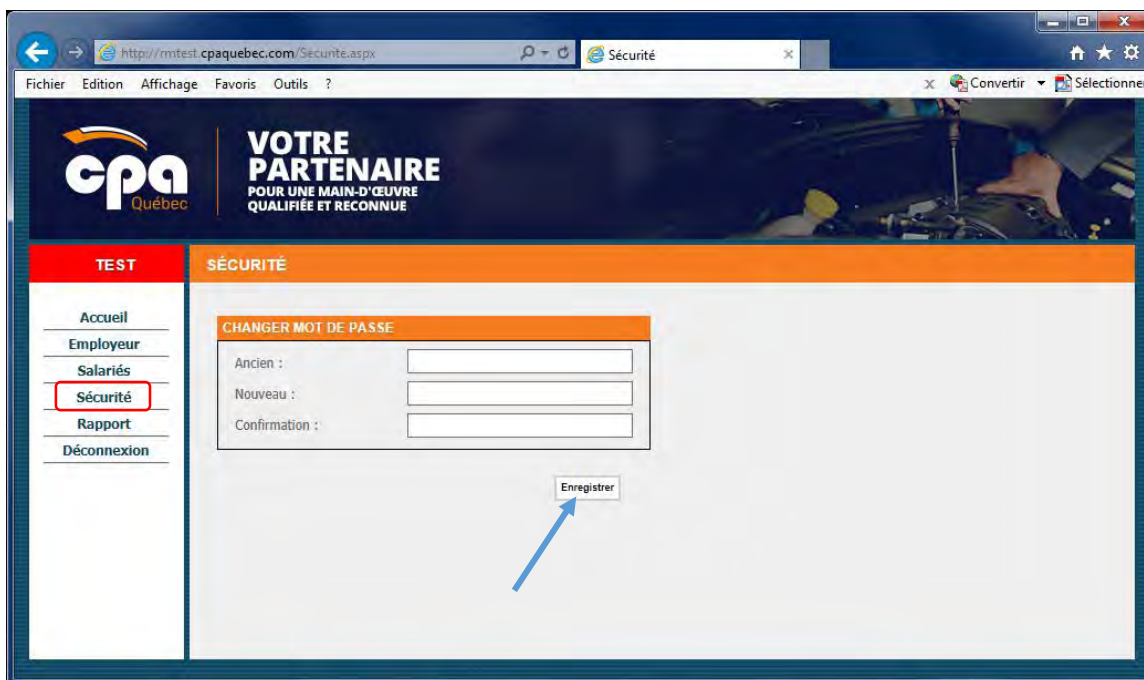 http://rmtest.cpaquebec.com/Securite.aspx
Sécurité
Fichier Edition Affichage Favoris Outils ?
x Convertir Sélectionner
cpa
Québec
VOTRE
PARTENAIRE
POUR UNE MAIN-D'ŒUVRE
QUALIFIÉE ET RECONNUE
TEST
SÉCURITÉ
Accueil
Employeur
Salariés
Sécurité
Rapport
Déconnexion
CHANGER MOT DE PASSE
Ancien :
Nouveau :
Confirmation :
Enregistrer